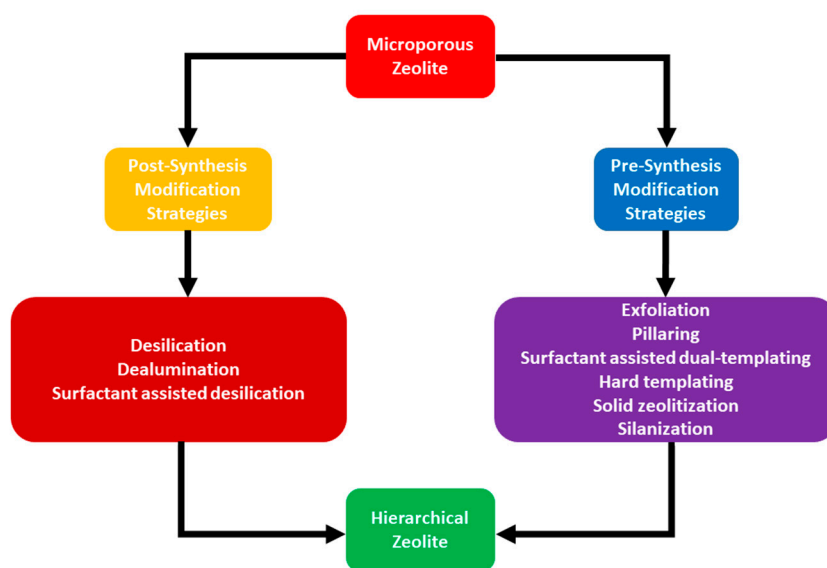 Microporous
Zeolite
Post-Synthesis
Modification
Strategies
Pre-Synthesis
Modification
Strategies
Desilication
Dealumination
Surfactant assisted desilication
Exfoliation
Pillaring
Surfactant assisted dual-templating
Hard templating
Solid zeolitization
Silanization
Hierarchical
Zeolite